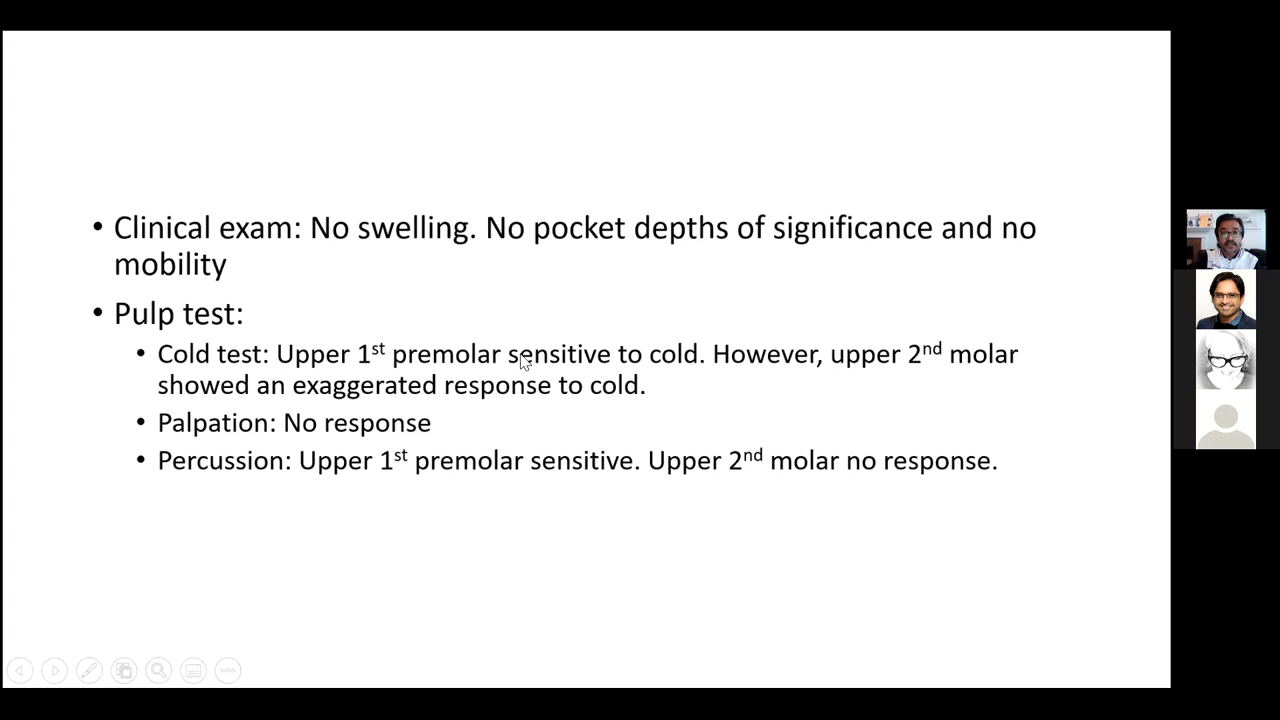 • Clinical exam: No swelling. No pocket depths of significance and no
mobility
• Pulp test:
• Cold test: Upper 1st premolar sensitive to cold. However, upper 2nd molar
showed an exaggerated response to cold.
• Palpation: No response
• Percussion: Upper 1st premolar sensitive. Upper 2nd molar no response.